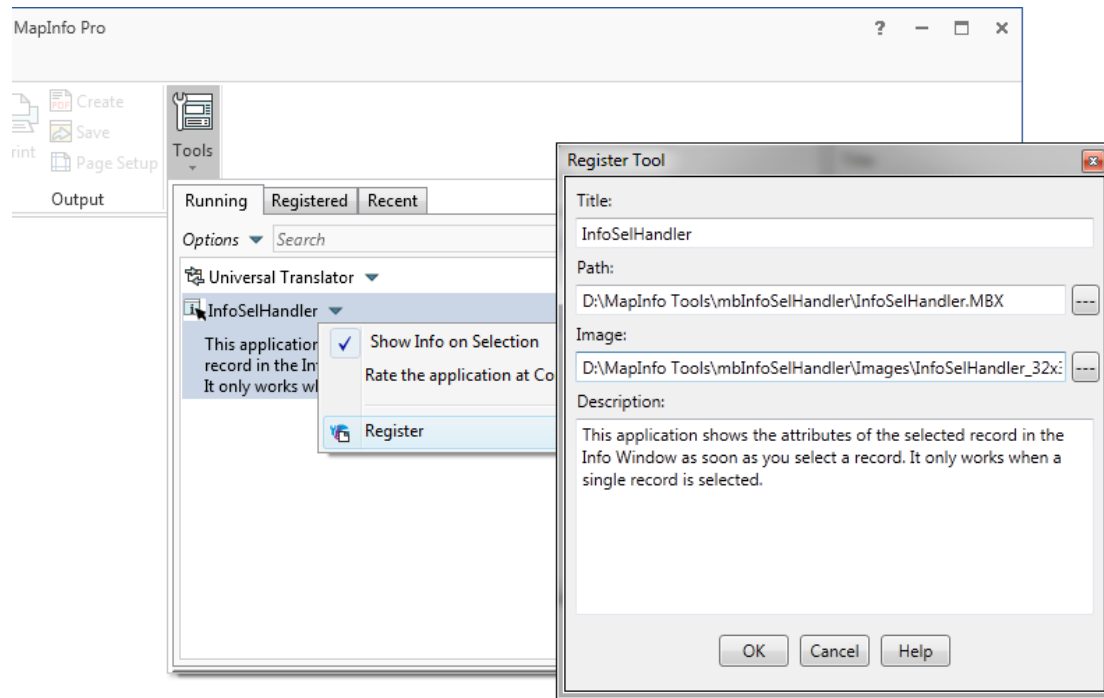 MapInfo Pro
Create
Save
Page Setup
Output
Tools
Running Registered Recent
Options Search
Universal Translator
InfoSelHandler
This application
record in the In
It only works wh
Show Info on Selection
Rate the application at Co
Register
Register Tool
Title:
InfoSelHandler
Path:
D:\MapInfo Tools\mbInfoSelHandler\InfoSelHandler.MBX
Image:
D:\MapInfo Tools\mbInfoSelHandler\Images\InfoSelHandler_32x3
Description:
This application shows the attributes of the selected record in the
Info Window as soon as you select a record. It only works when a
single record is selected.
OK Cancel Help